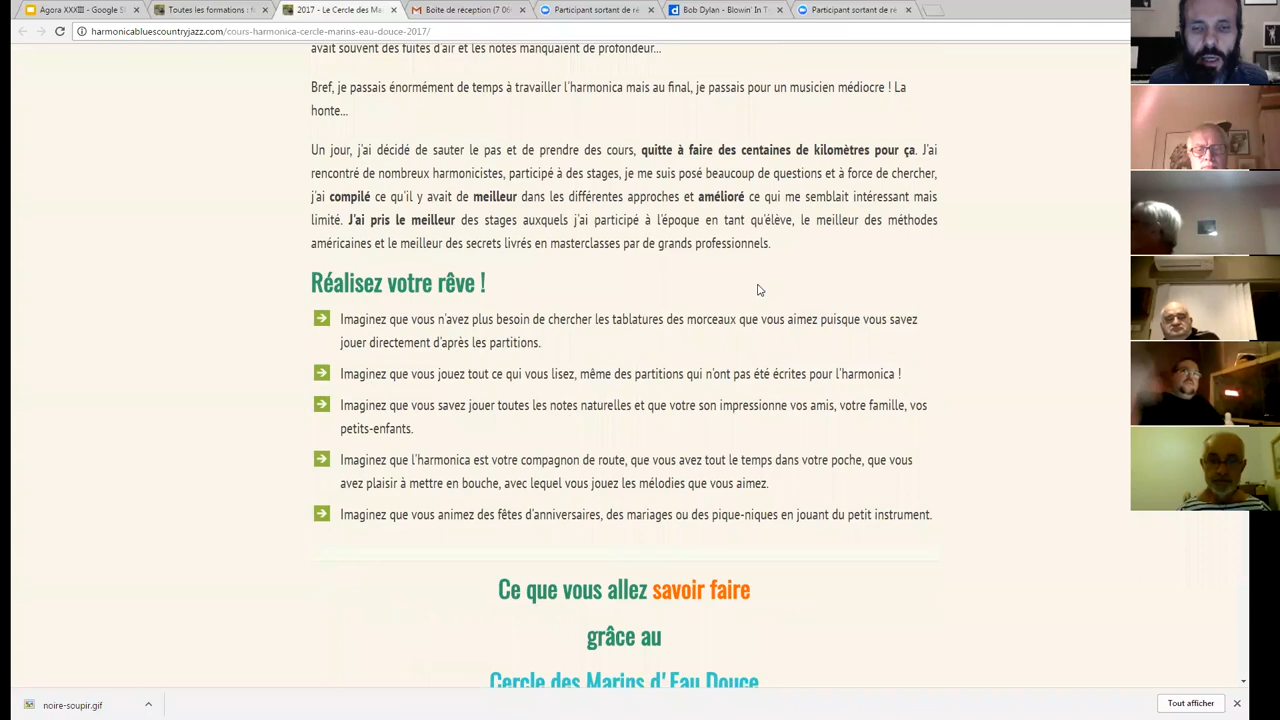 Agora XXXIII - Google S
Toutes les formations : f
2017 - Le Cercle des Ma
Boîte de réception (7 06
Participant sortant de ré
Bob Dylan - Blowin' In T
Participant sortant de ré
harmonicabluescountryjazz.com/cours-harmonica-cercle-marins-eau-douce-2017/
avait souvent des fuites d'air et les notes manquaient de profondeur...
Bref, je passais énormément de temps à travailler l'harmonica mais au final, je passais pour un musicien médiocre ! La
honte...
Un jour, j'ai décidé de sauter le pas et de prendre des cours, quitte à faire des centaines de kilomètres pour ça. J'ai
rencontré de nombreux harmonicistes, participé à des stages, je me suis posé beaucoup de questions et à force de chercher,
j'ai compilé ce qu'il y avait de meilleur dans les différentes approches et amélioré ce qui me semblait intéressant mais
limité. J'ai pris le meilleur des stages auxquels j'ai participé à l'époque en tant qu'élève, le meilleur des méthodes
américaines et le meilleur des secrets livrés en masterclasses par de grands professionnels.
Réalisez votre rêve !
Imaginez que vous n'avez plus besoin de chercher les tablatures des morceaux que vous aimez puisque vous savez
jouer directement d'après les partitions.
Imaginez que vous jouez tout ce qui vous lisez, même des partitions qui n'ont pas été écrites pour l'harmonica !
Imaginez que vous savez jouer toutes les notes naturelles et que votre son impressionne vos amis, votre famille, vos
petits-enfants.
Imaginez que l'harmonica est votre compagnon de route, que vous avez tout le temps dans votre poche, que vous
avez plaisir à mettre en bouche, avec lequel vous jouez les mélodies que vous aimez.
Imaginez que vous animez des fêtes d'anniversaires, des mariages ou des pique-niques en jouant du petit instrument.
Ce que vous allez savoir faire
grâce au
Cercle des Marins d'Eau Douce
noire-soupir.gif
Tout afficher